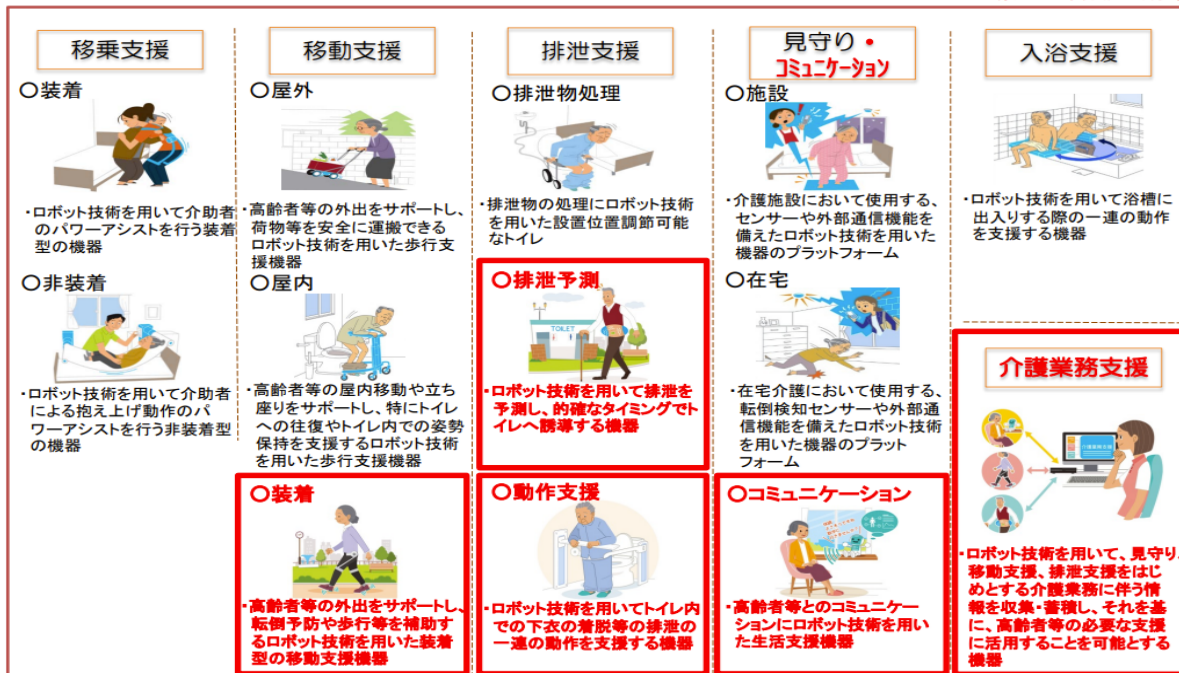 移乗支援
○装着
・ロボット技術を用いて介助者
のパワーアシストを行う装着
型の機器
○非装着
・ロボット技術を用いて介助者
による抱え上げ動作のパ
ワーアシストを行う非装着型
の機器
移動支援
○屋外
・高齢者等の外出をサポートし、
荷物等を安全に運搬できる
ロボット技術を用いた歩行支
援機器
○屋内
・高齢者等の屋内移動や立ち
座りをサポートし、特にトイレ
への往復やトイレ内での姿勢
保持を支援するロボット技術
を用いた歩行支援機器
○装着
・高齢者等の外出をサポートし、
転倒予防や歩行等を補助す
るロボット技術を用いた装着
型の移動支援機器
排泄支援
○排泄物処理
・排泄物の処理にロボット技術
を用いた設置位置調節可能
なトイレ
○排泄予測
TOILET
・ロボット技術を用いて排泄を
予測し、的確なタイミングでト
イレへ誘導する機器
○動作支援
・ロボット技術を用いてトイレ内
での下衣の着脱等の排泄の
一連の動作を支援する機器
見守り・
コミュニケーション
○施設
・介護施設において使用する、
センサーや外部通信機能を
備えたロボット技術を用いた
機器のプラットフォーム
○在宅
・在宅介護において使用する、
転倒検知センサーや外部通
信機能を備えたロボット技術
を用いた機器のプラット
フォーム
○コミュニケーション
・高齢者等とのコミュニケー
ションにロボット技術を用い
た生活支援機器
入浴支援
・ロボット技術を用いて浴槽に
出入りする際の一連の動作
を支援する機器
介護業務支援
介護業務支援
・ロボット技術を用いて、見守り、
移動支援、排泄支援をはじ
めとする介護業務に伴う情
報を収集・蓄積し、それを基
に、高齢者等の必要な支援
に活用することを可能とする
機器